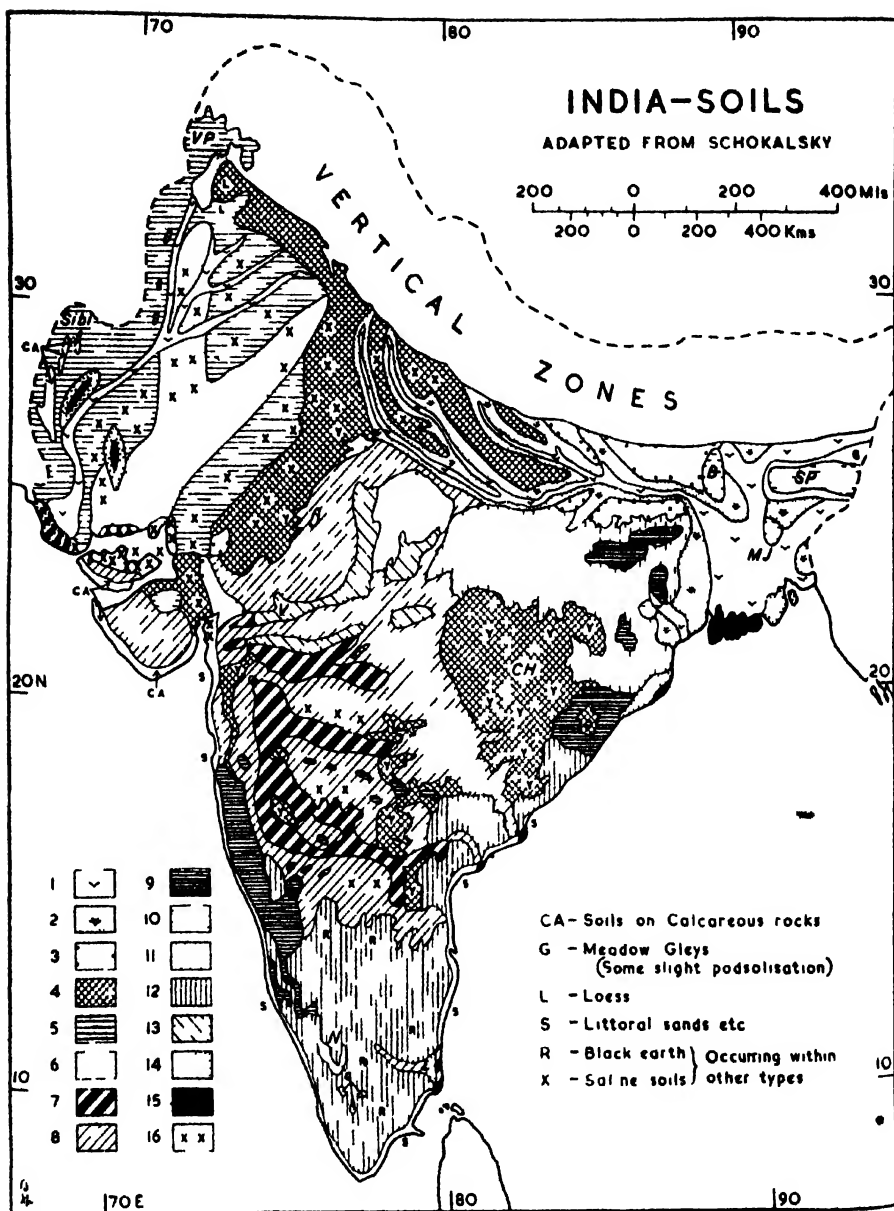 70 80 90
INDIA-SOILS
ADAPTED FROM SCHOKALSKY
200 0 200 400 Mls
200 0 200 400 Kms
VERTICAL ZONES
VP
L
L
30 30
Sibi
CA
G
SF
MJ
G
CA
CA
CH
20N 20
S
S
S
S
S
S
S
S
R
R
R
R
R
1 9
2 10
3 11
4 12
5 13
6 14
7 15
8 16
CA - Soils on Calcareous rocks
G - Meadow Gleys
(Some slight podsolisation)
L - Loess
S - Littoral sands etc
R - Black earth } Occurring within
X - Saline soils } other types
10 10
70E 80 90